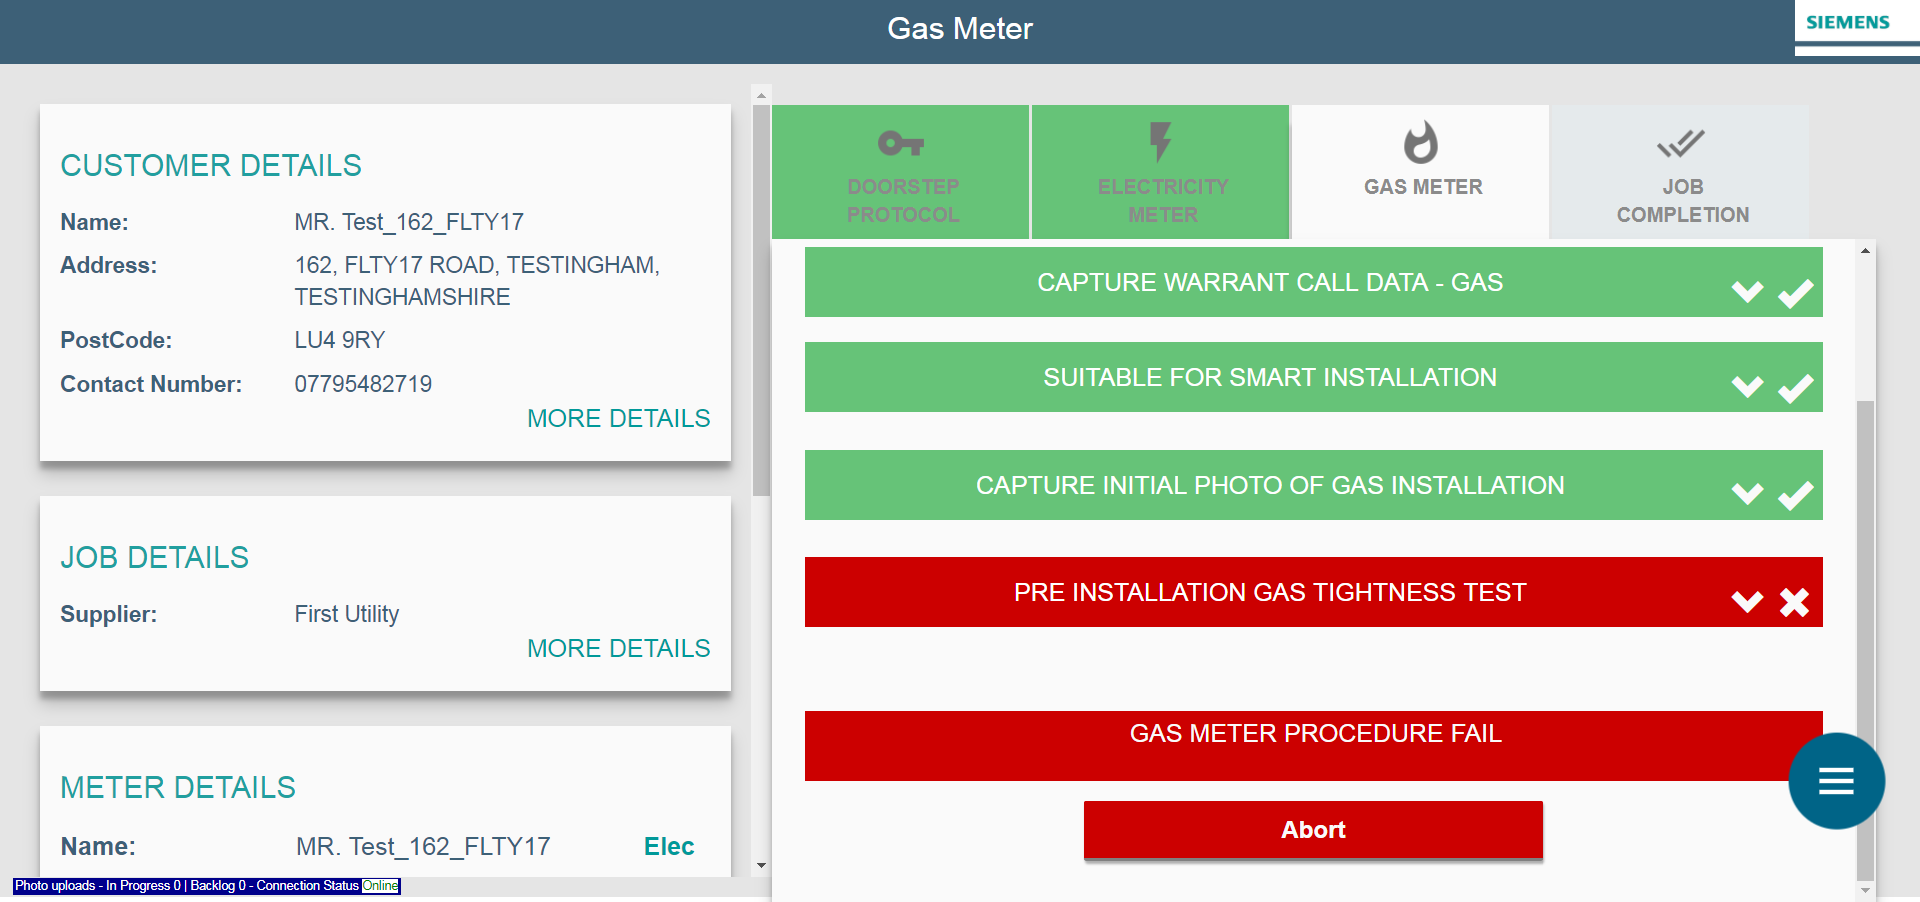 Gas Meter
SIEMENS
CUSTOMER DETAILS
Name: MR. Test_162_FLTY17
Address: 162, FLTY17 ROAD, TESTINGHAM,
TESTINGHAMSHIRE
PostCode: LU4 9RY
Contact Number: 07795482719
MORE DETAILS
JOB DETAILS
Supplier: First Utility
MORE DETAILS
METER DETAILS
Name: MR. Test_162_FLTY17 Elec
Photo uploads - In Progress 0 | Backlog 0 - Connection Status Online
DOORSTEP
PROTOCOL
ELECTRICITY
METER
GAS METER
JOB
COMPLETION
CAPTURE WARRANT CALL DATA - GAS
SUITABLE FOR SMART INSTALLATION
CAPTURE INITIAL PHOTO OF GAS INSTALLATION
PRE INSTALLATION GAS TIGHTNESS TEST
GAS METER PROCEDURE FAIL
Abort